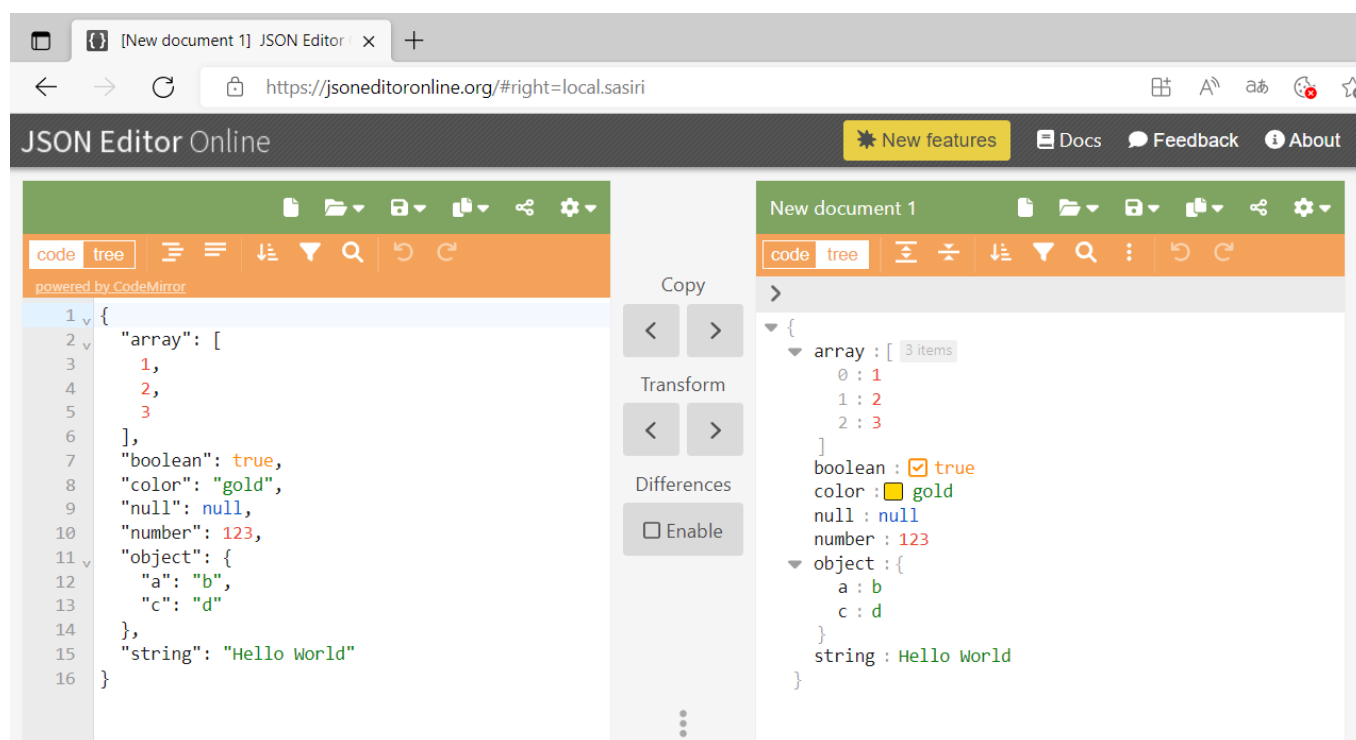 [New document 1] JSON Editor
https://jsoneditoronline.org/#right=local.sasiri
JSON Editor Online
New features
Docs
Feedback
About
code tree
powered by CodeMirror
1 {
2 "array": [
3 1,
4 2,
5 3
6 ],
7 "boolean": true,
8 "color": "gold",
9 "null": null,
10 "number": 123,
11 "object": {
12 "a": "b",
13 "c": "d"
14 },
15 "string": "Hello World"
16 }
Copy
< >
Transform
< >
Differences
Enable
New document 1
code tree
>
{
array : [ 3 items
0 : 1
1 : 2
2 : 3
]
boolean : true
color : gold
null : null
number : 123
object : {
a : b
c : d
}
string : Hello World
}